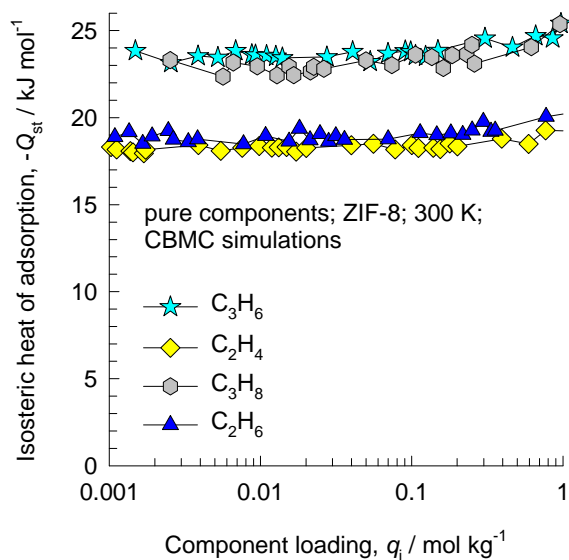 Isosteric heat of adsorption, -Qst / kJ mol-1
25
20
15
10
5
0
pure components; ZIF-8; 300 K;
CBMC simulations
C3H6
C2H4
C3H8
C2H6
0.001 0.01 0.1 1
Component loading, qi / mol kg-1